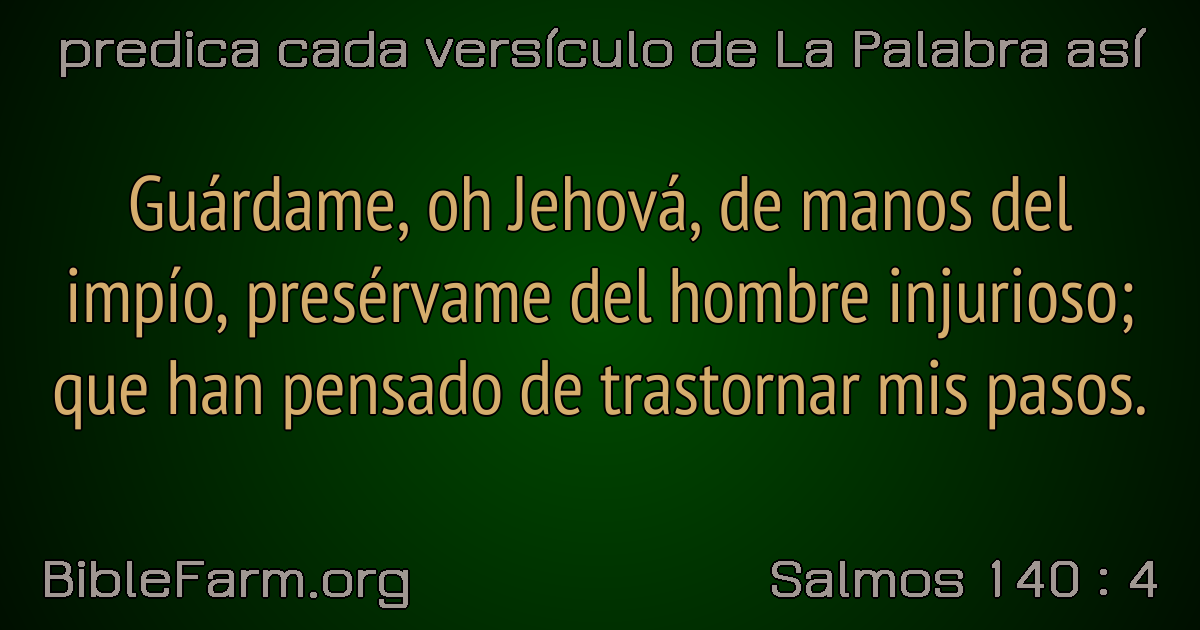 predica cada versículo de La Palabra así
Guárdame, oh Jehová, de manos del
impío, presérvame del hombre injurioso;
que han pensado de trastornar mis pasos.
BibleFarm.org
Salmos 140 : 4